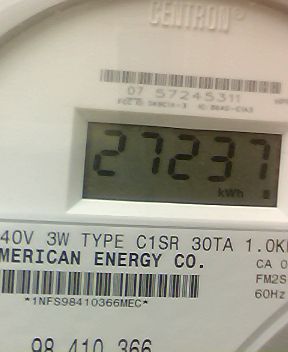 CENTRON®
07 57245311
27237
kWh
40V 3W TYPE C1SR 30TA 1.0K
MERICAN ENERGY CO.
CA 0
FM2S
60Hz
*1NFS98410366MEC*
98 410 366